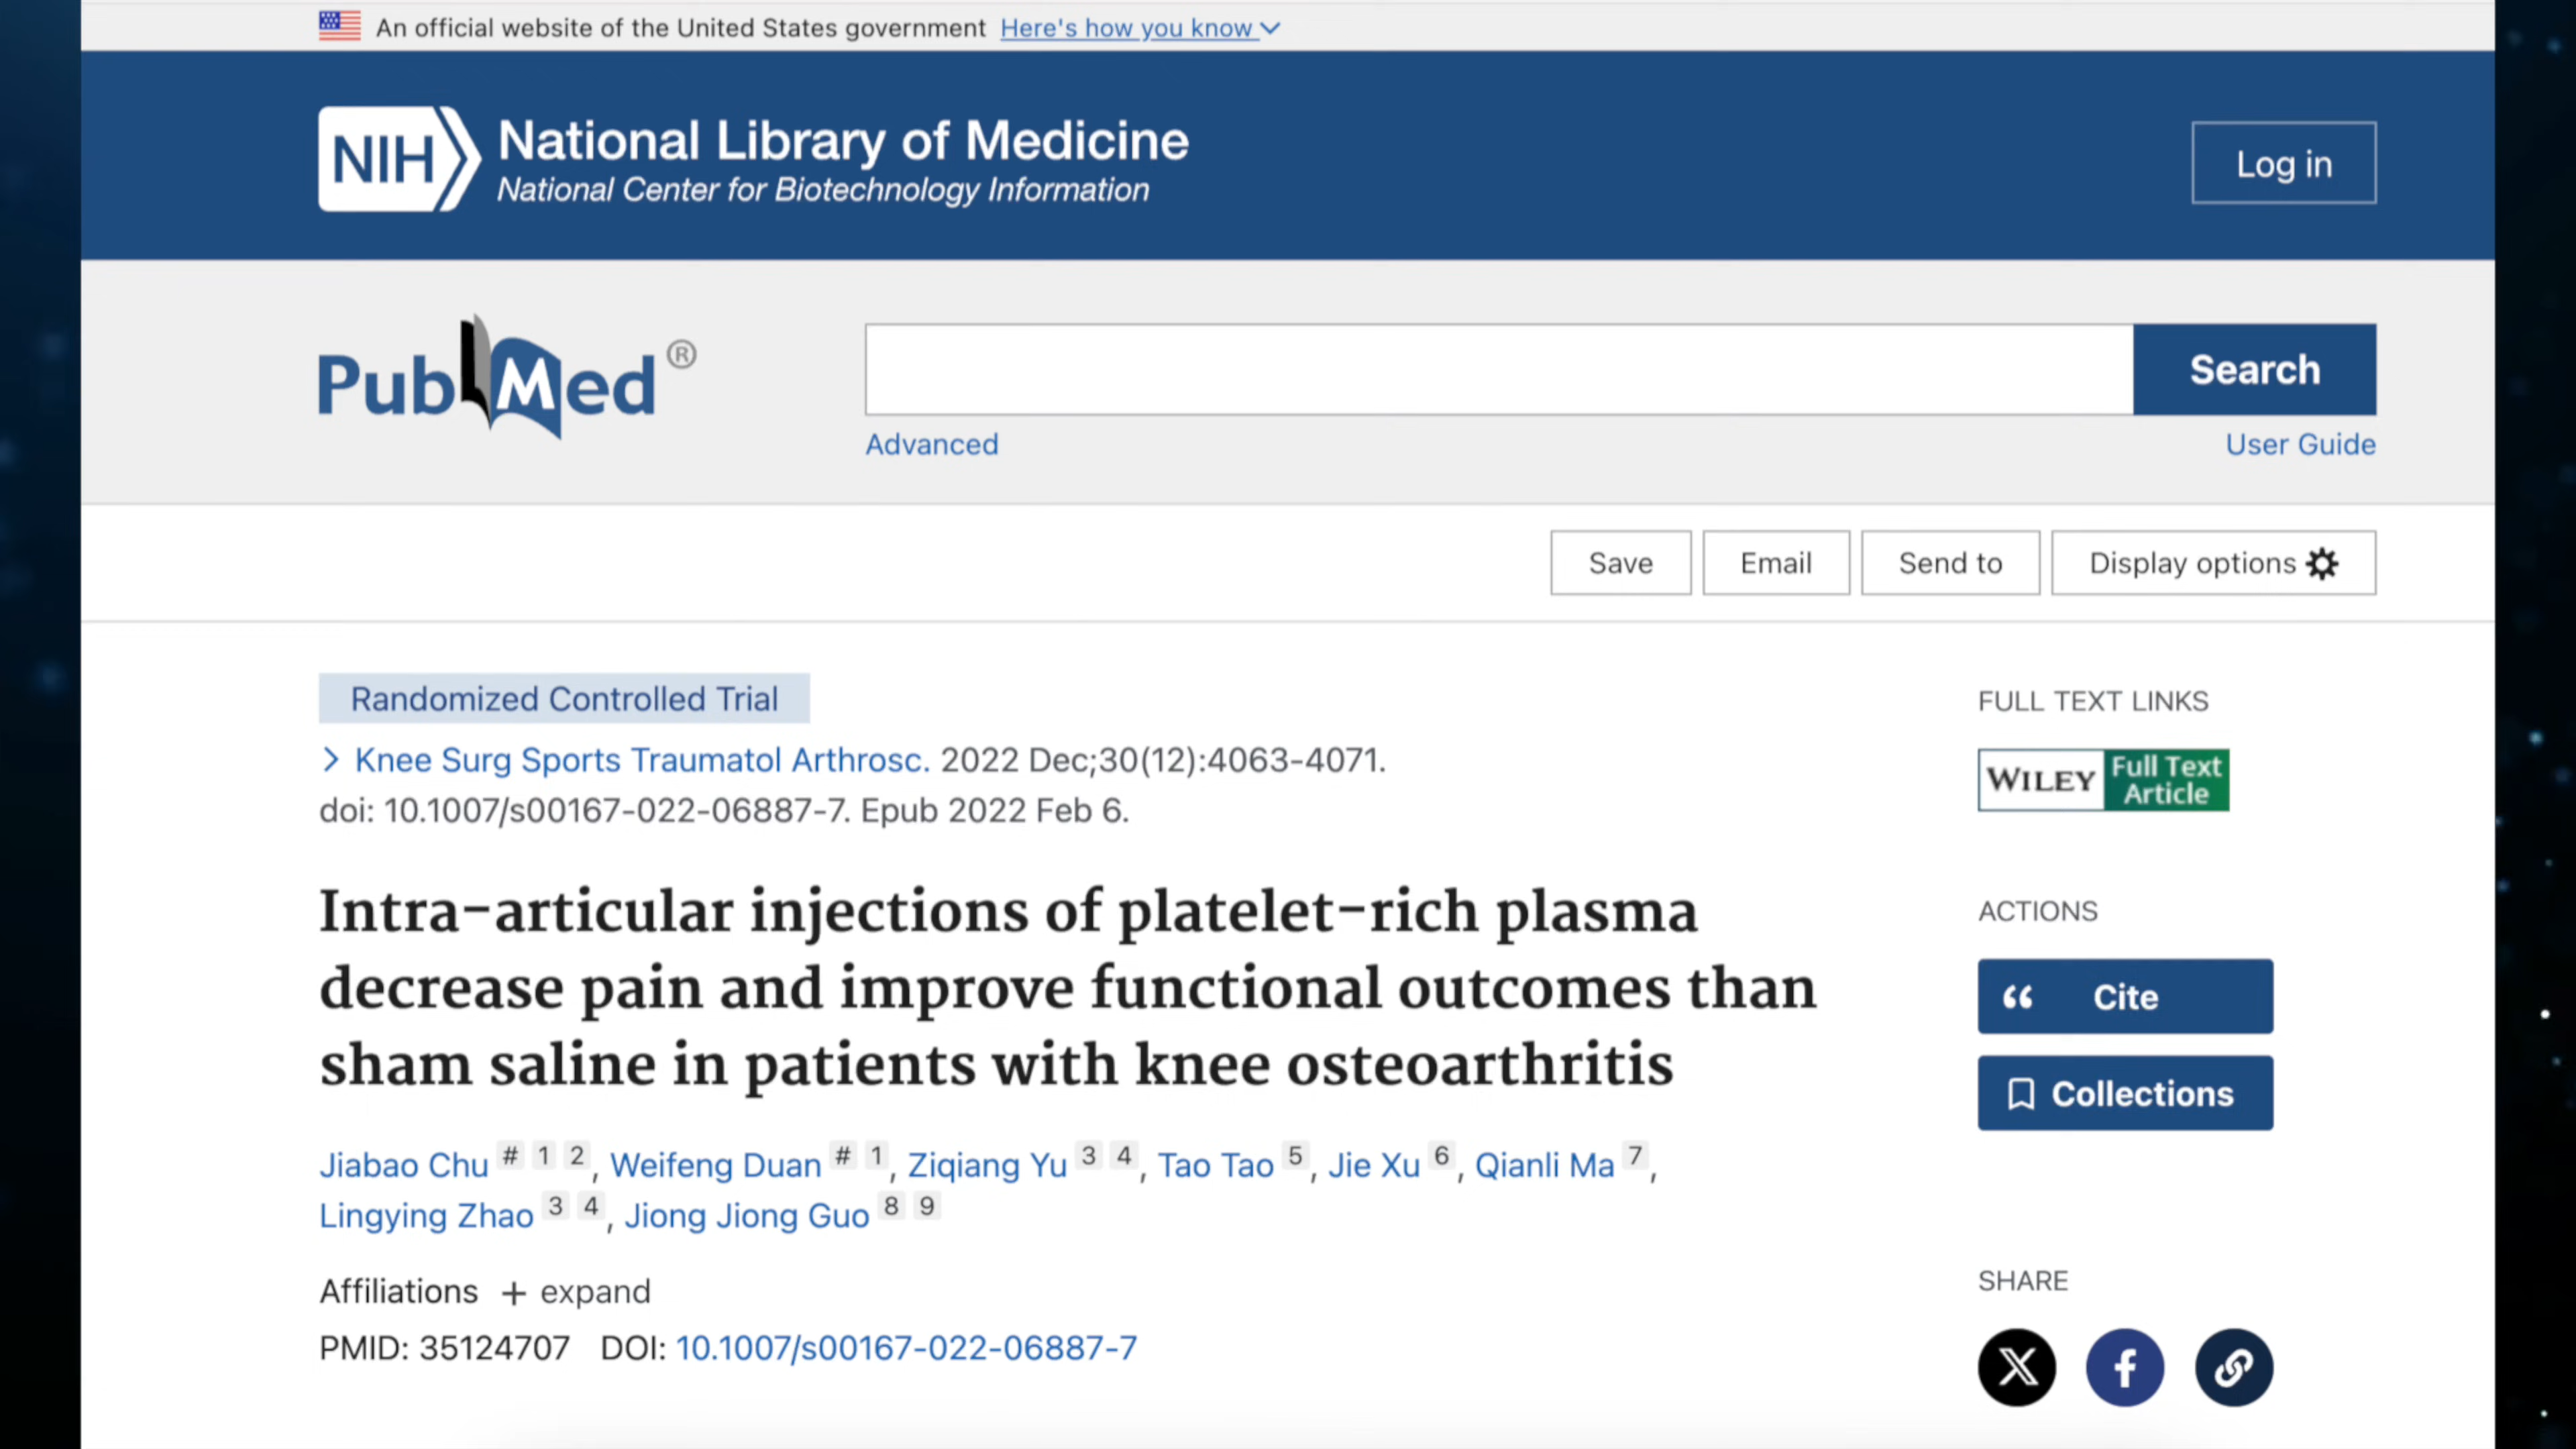 An official website of the United States government Here's how you know
NIH National Library of Medicine
National Center for Biotechnology Information
Log in
PubMed®
Search
Advanced
User Guide
Save
Email
Send to
Display options
Randomized Controlled Trial
> Knee Surg Sports Traumatol Arthrosc. 2022 Dec;30(12):4063-4071.
doi: 10.1007/s00167-022-06887-7. Epub 2022 Feb 6.
Intra-articular injections of platelet-rich plasma
decrease pain and improve functional outcomes than
sham saline in patients with knee osteoarthritis
Jiabao Chu # 1 2, Weifeng Duan # 1, Ziqiang Yu 3 4, Tao Tao 5, Jie Xu 6, Qianli Ma 7,
Lingying Zhao 3 4, Jiong Jiong Guo 8 9
Affiliations + expand
PMID: 35124707 DOI: 10.1007/s00167-022-06887-7
FULL TEXT LINKS
WILEY Full Text
Article
ACTIONS
Cite
Collections
SHARE